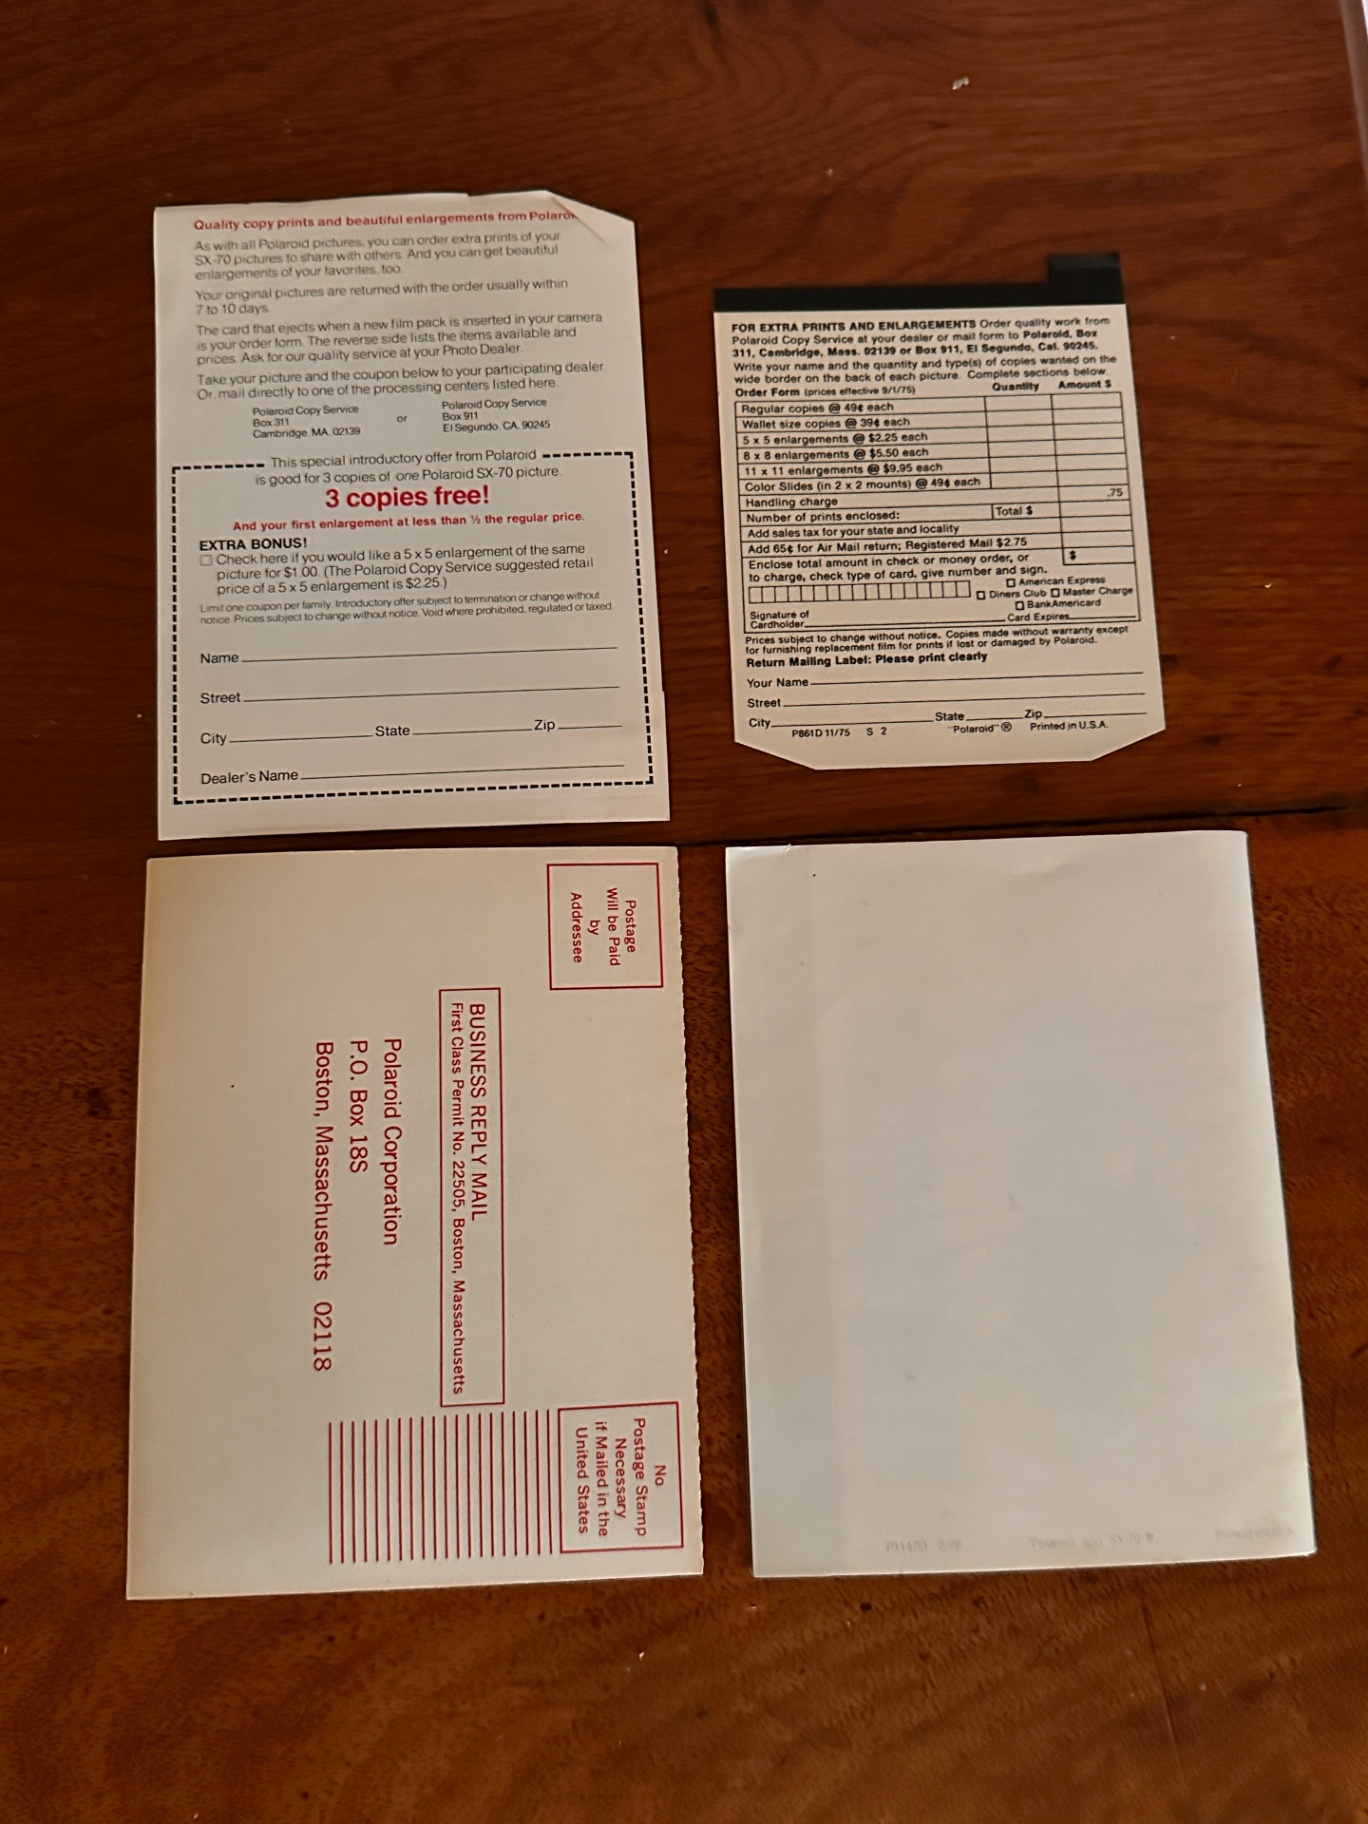 Quality copy prints and beautiful enlargements from
As with all Polaroid pictures, you can order extra prints of your
SX-70 pictures to share with others. And you can get beautiful
enlargements of your favorites, too.
Your original pictures are returned with the order usually within
7 to 10 days.
The card that ejects when a new film pack is inserted in your camera
is your order form. The reverse side lists the items available and
prices. Ask for our quality service at your Photo Dealer.
Take your picture and the coupon below to your participating dealer
Or, mail directly to one of the processing centers listed here.
Polaroid Copy Service
Box 311
Cambridge, MA. 02139
or
Polaroid Copy Service
Box 911
El Segundo, CA. 90245
This special introductory offer from Polaroid
is good for 3 copies of one Polaroid SX-70 picture.
3 copies free!
And your first enlargement at less than ½ the regular price.
EXTRA BONUS!
Check here if you would like a 5 x 5 enlargement of the same
picture for $1.00. (The Polaroid Copy Service suggested retail
price of a 5 x 5 enlargement is $2.25.)
Limit one coupon per family. Introductory offer subject to termination or change without
notice. Prices subject to change without notice. Void where prohibited, regulated or taxed.
Name
Street
City State Zip
Dealer's Name
FOR EXTRA PRINTS AND ENLARGEMENTS Order quality work from
Polaroid Copy Service at your dealer or mail form to Polaroid, Box
311, Cambridge, Mass. 02139 or Box 911, El Segundo, Cal. 90245.
Write your name and the quantity and type(s) of copies wanted on the
wide border on the back of each picture. Complete sections below.
Order Form (prices effective 9/1/75) Quantity Amount $
Regular copies @ 49¢ each
Wallet size copies @ 39¢ each
5 x 5 enlargements @ $2.25 each
8 x 8 enlargements @ $5.50 each
11 x 11 enlargements @ $9.95 each
Color Slides (in 2 x 2 mounts) @ 49¢ each
Handling charge .75
Number of prints enclosed: Total $
Add sales tax for your state and locality
Add 65¢ for Air Mail return; Registered Mail $2.75
Enclose total amount in check or money order, or $
to charge, check type of card, give number and sign.
American Express
Diners Club Master Charge
BankAmericard
Signature of
Cardholder Card Expires
Prices subject to change without notice. Copies made without warranty except
for furnishing replacement film for prints if lost or damaged by Polaroid.
Return Mailing Label: Please print clearly
Your Name
Street
City State Zip
P861D 11/75 S 2 "Polaroid"® Printed in U.S.A.
Postage
Will be Paid
by
Addressee
No
Postage Stamp
Necessary
if Mailed in the
United States
BUSINESS REPLY MAIL
First Class Permit No. 22505, Boston, Massachusetts
Polaroid Corporation
P.O. Box 18S
Boston, Massachusetts 02118